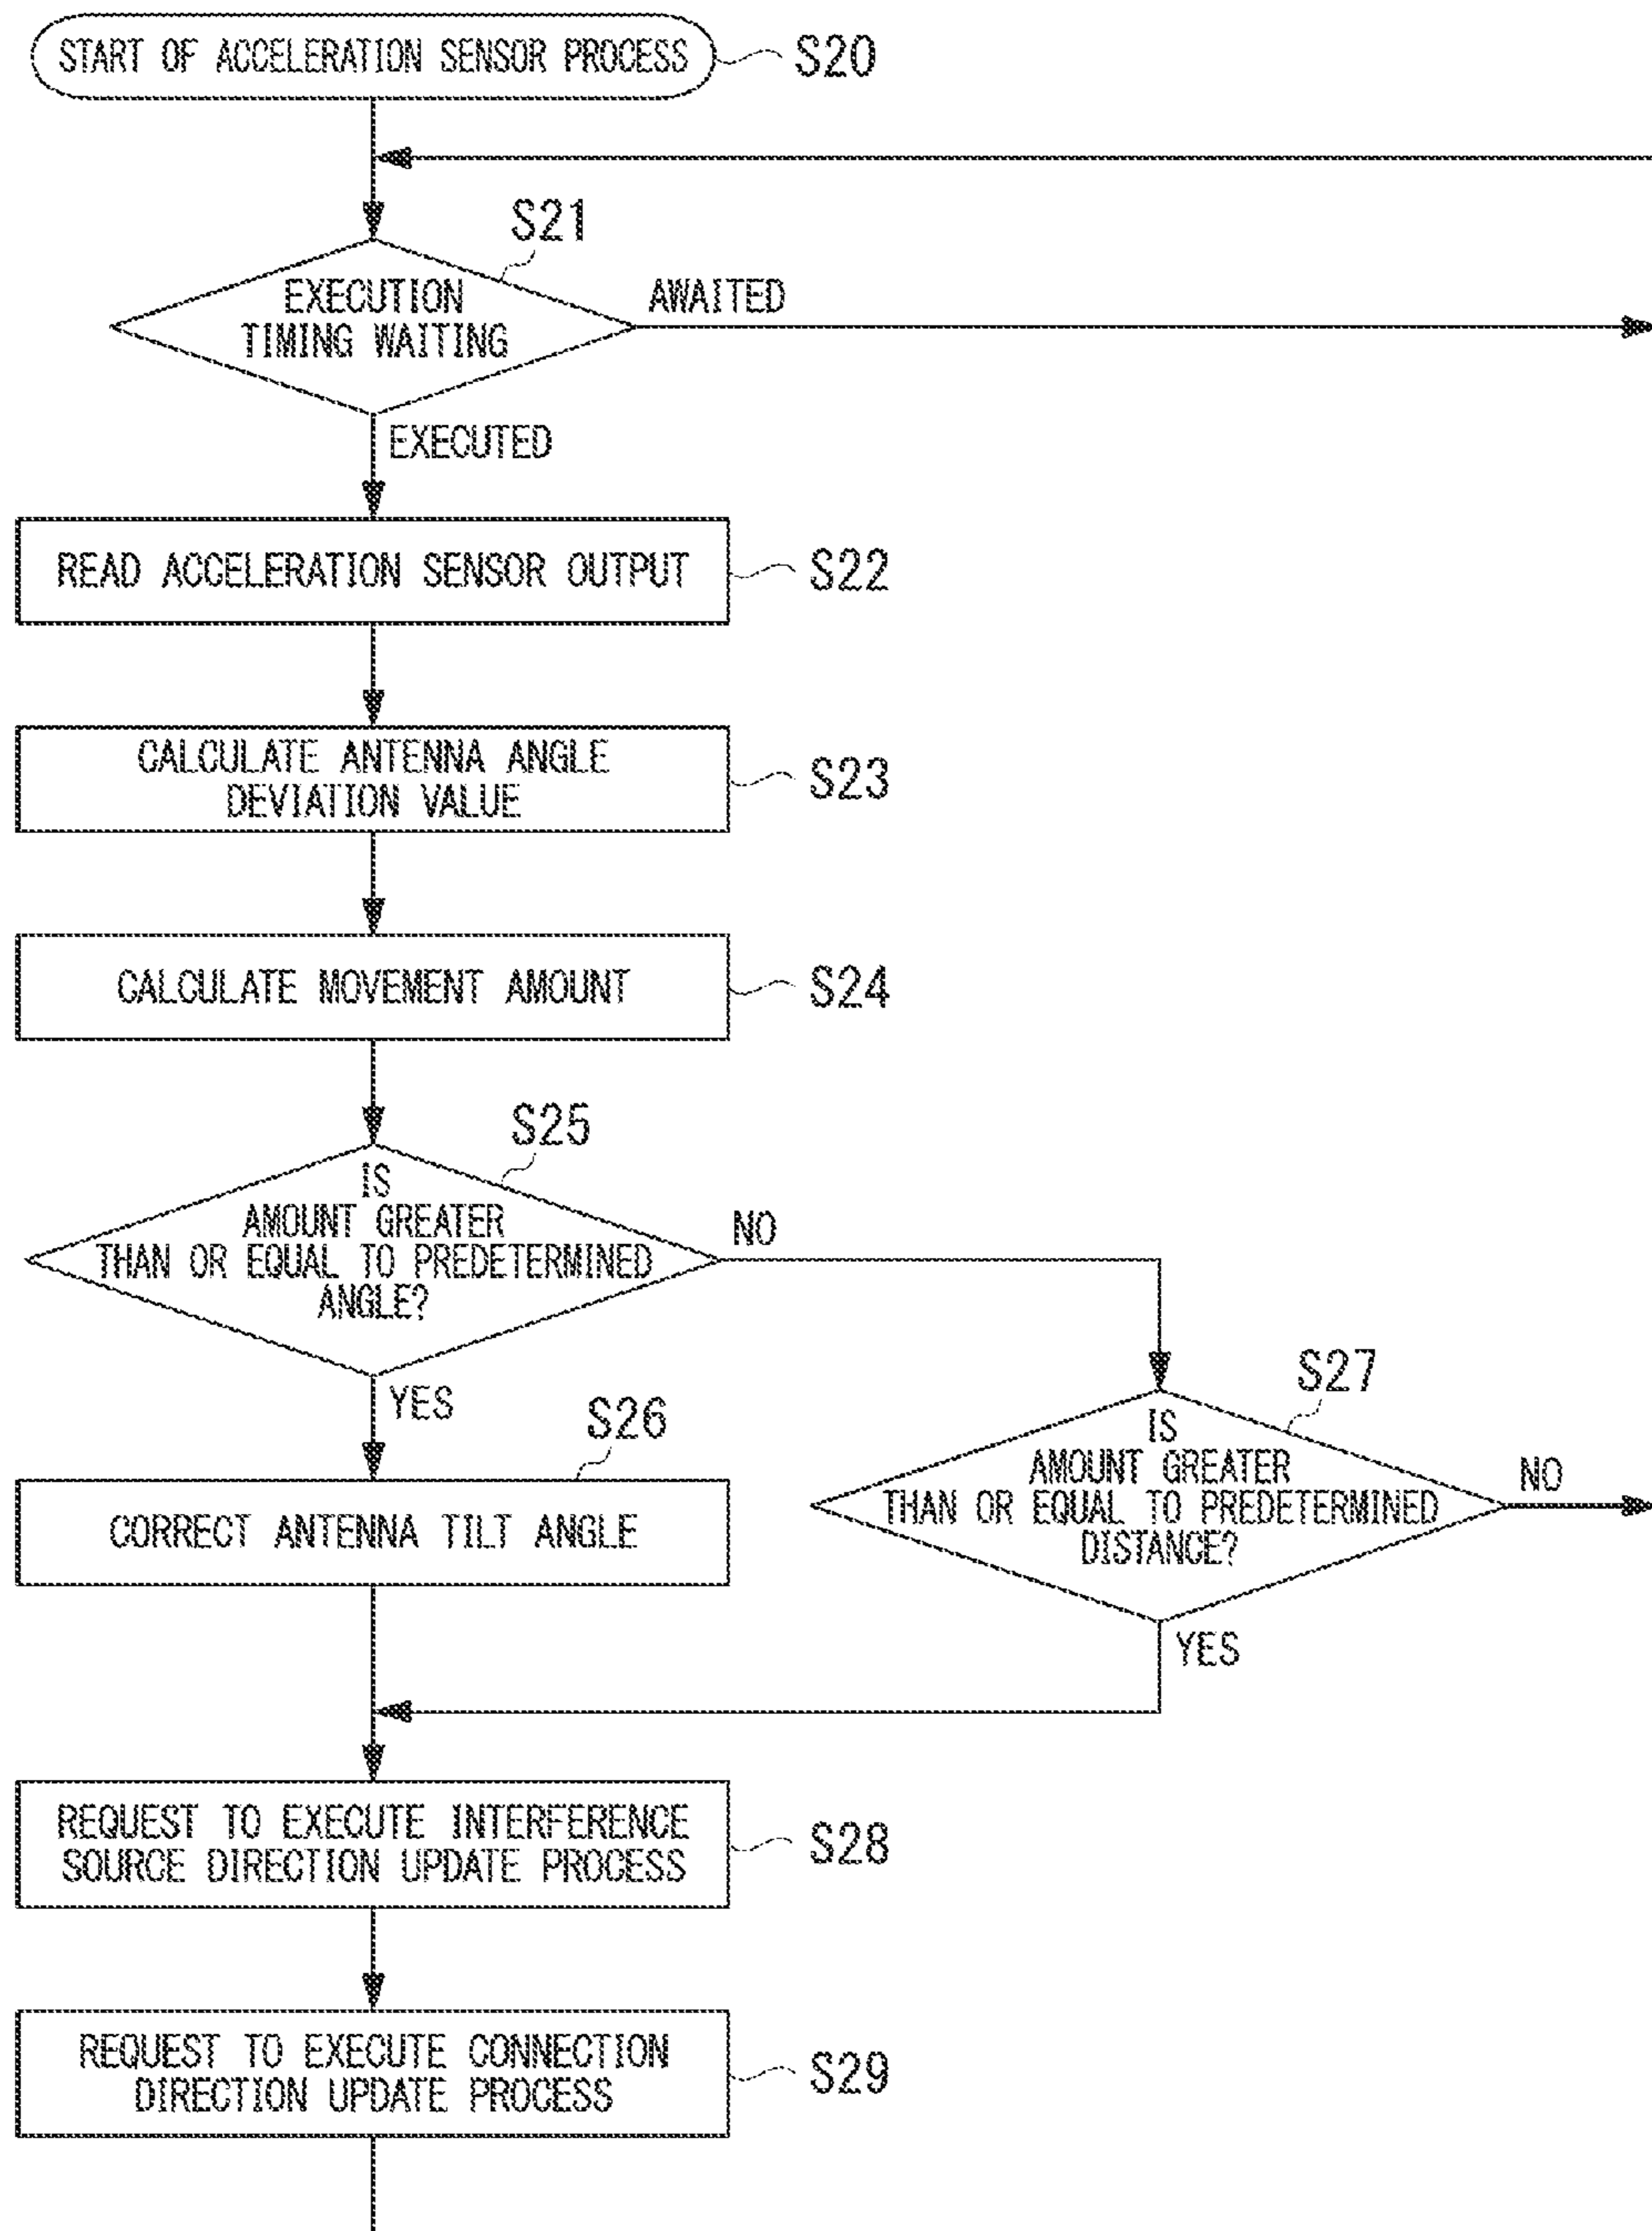 START OF ACCELERATION SENSOR PROCESS
S20
S21
EXECUTION
TIMING WAITING
AWAITED
EXECUTED
READ ACCELERATION SENSOR OUTPUT
S22
CALCULATE ANTENNA ANGLE
DEVIATION VALUE
S23
CALCULATE MOVEMENT AMOUNT
S24
S25
IS
AMOUNT GREATER
THAN OR EQUAL TO PREDETERMINED
ANGLE?
NO
YES
S26
CORRECT ANTENNA TILT ANGLE
S27
IS
AMOUNT GREATER
THAN OR EQUAL TO PREDETERMINED
DISTANCE?
NO
YES
REQUEST TO EXECUTE INTERFERENCE
SOURCE DIRECTION UPDATE PROCESS
S28
REQUEST TO EXECUTE CONNECTION
DIRECTION UPDATE PROCESS
S29